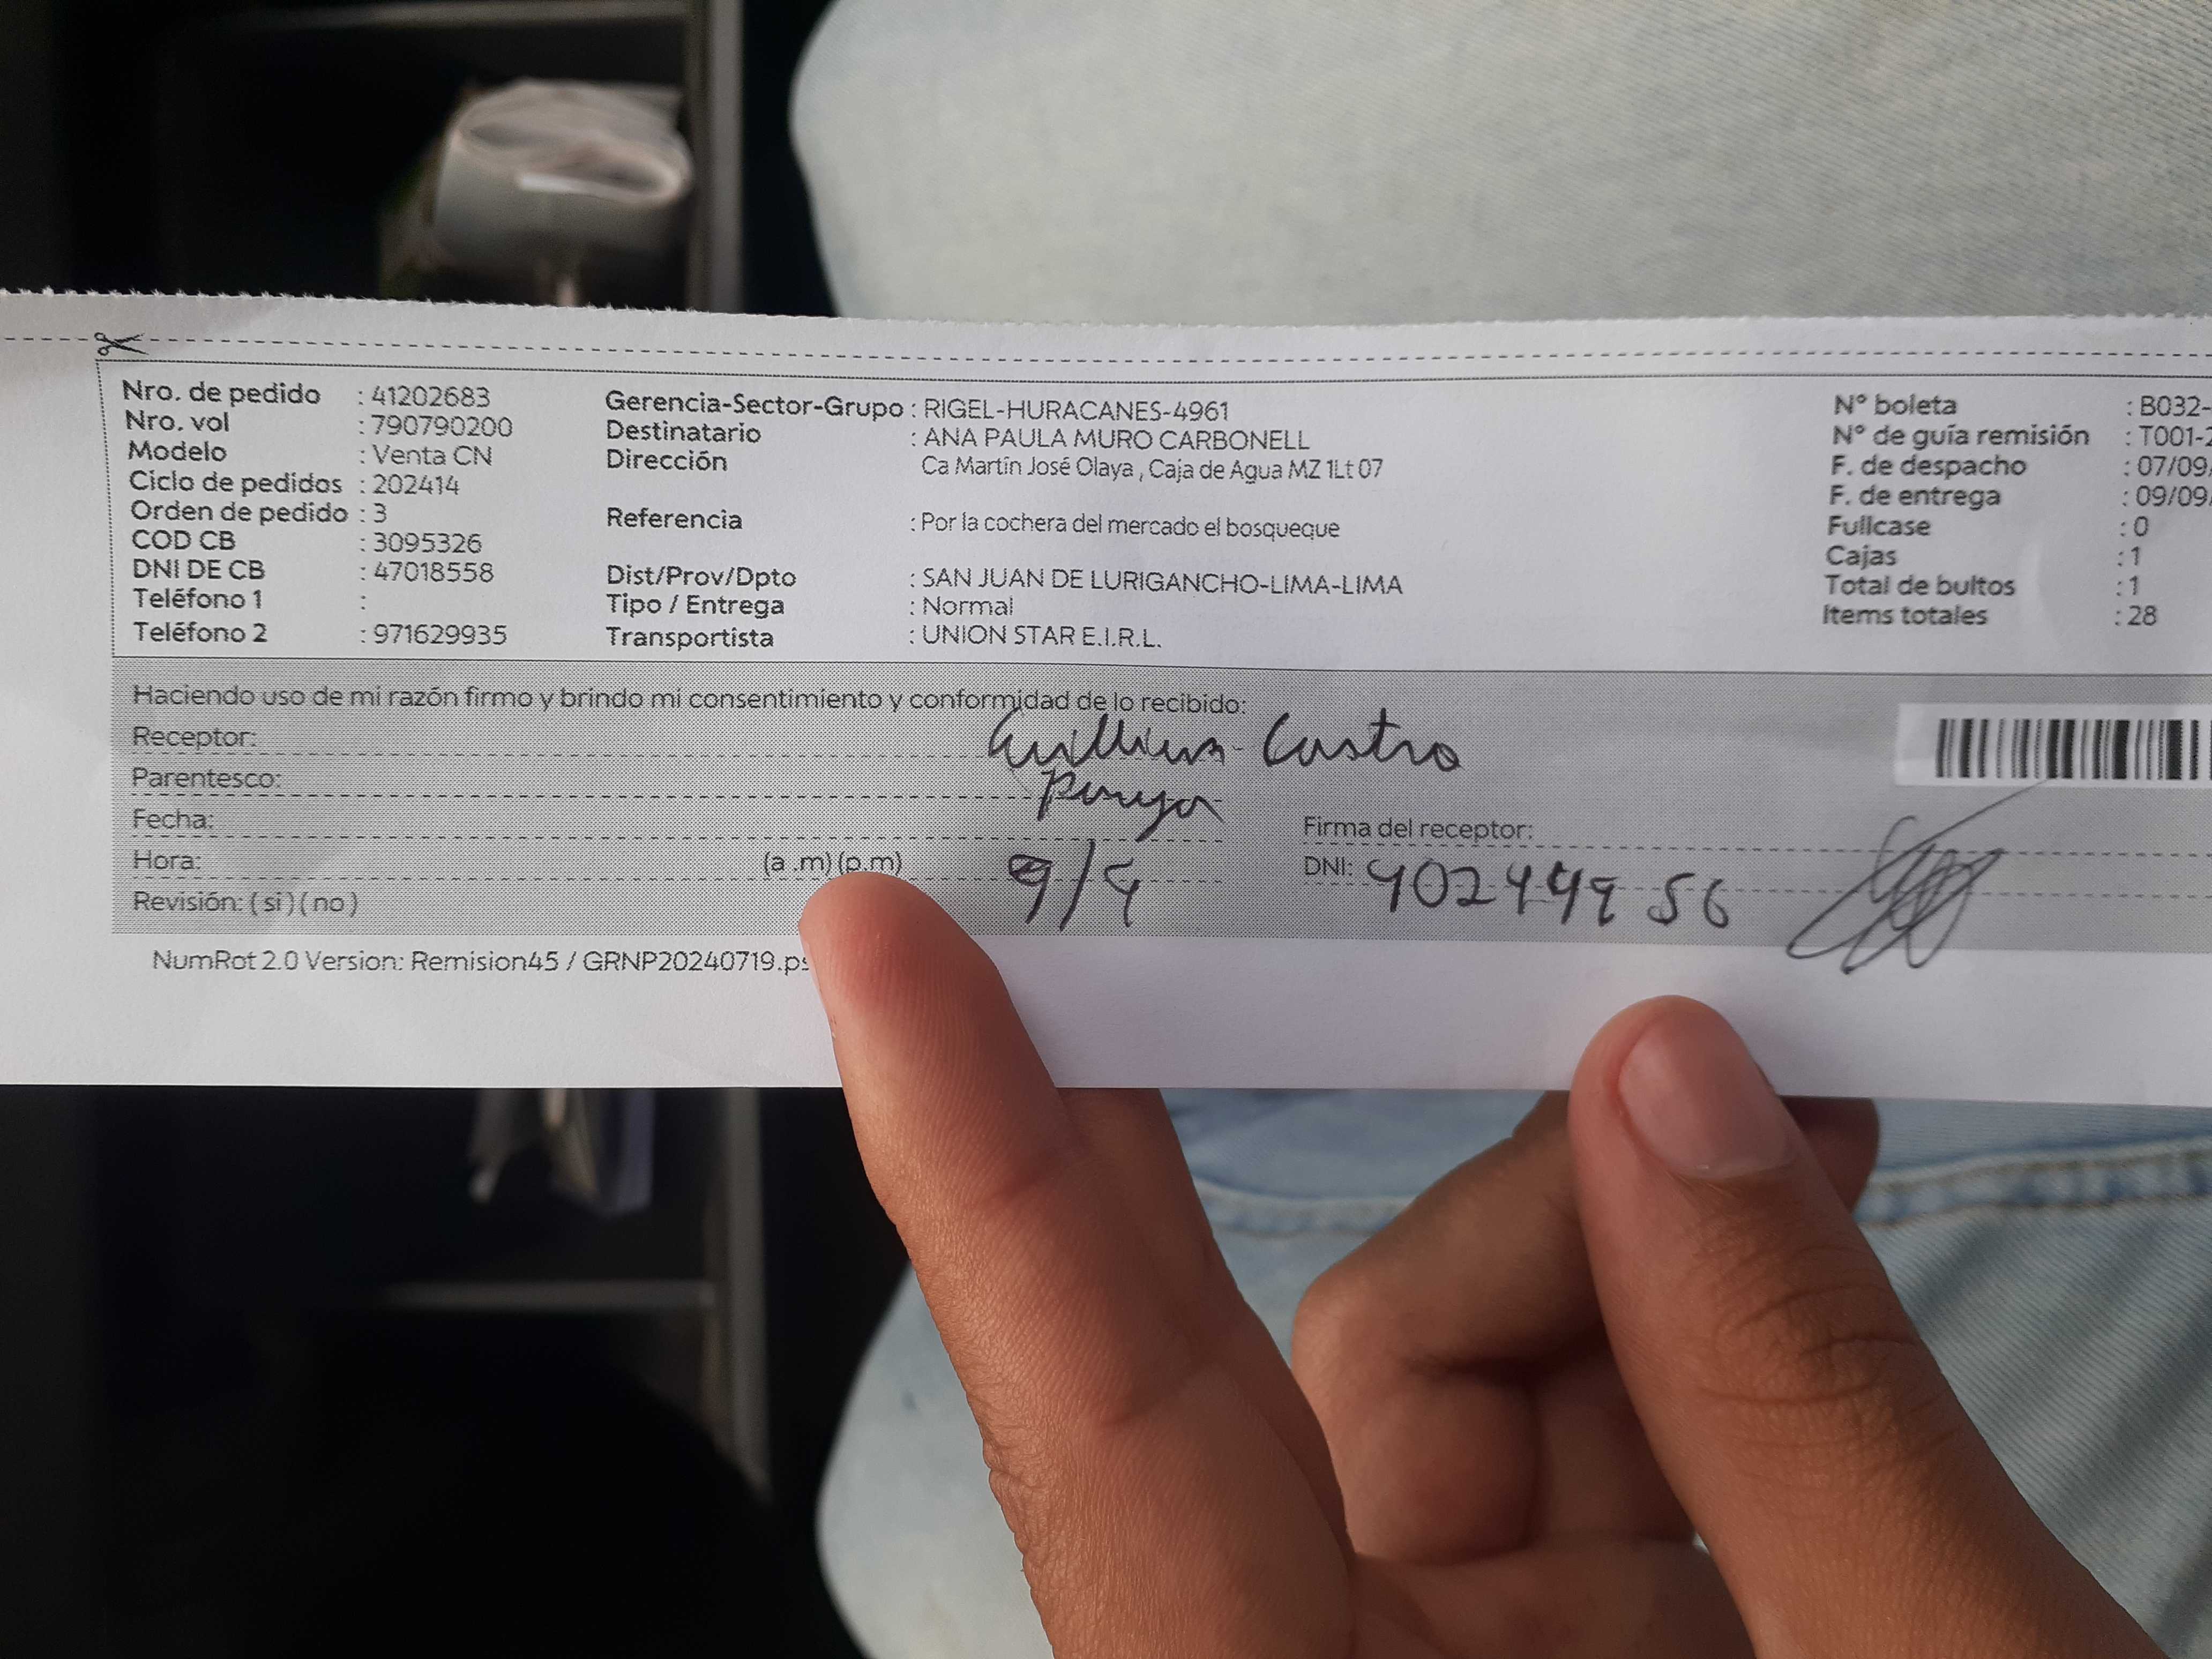 Nro. de pedido : 41202683
Nro. vol : 790790200
Modelo : Venta CN
Ciclo de pedidos : 202414
Orden de pedido : 3
COD CB : 3095326
DNI DE CB : 47018558
Teléfono 1 :
Teléfono 2 : 971629935
Gerencia-Sector-Grupo : RIGEL-HURACANES-4961
Destinatario : ANA PAULA MURO CARBONELL
Dirección Ca Martín José Olaya , Caja de Agua MZ 1Lt 07
Referencia : Por la cochera del mercado el bosqueque
Dist/Prov/Dpto : SAN JUAN DE LURIGANCHO-LIMA-LIMA
Tipo / Entrega : Normal
Transportista : UNION STAR E.I.R.L.
N° boleta : B032-
N° de guía remisión : T001-2
F. de despacho : 07/09/
F. de entrega : 09/09/
Fullcase : 0
Cajas : 1
Total de bultos : 1
Items totales : 28
Haciendo uso de mi razón firmo y brindo mi consentimiento y conformidad de lo recibido:
Receptor: Castro
Parentesco:
Fecha:
Firma del receptor:
Hora: (a .m) (p.m) 9/9
DNI:
Revisión: ( si ) ( no )
NumRot 2.0 Version: Remision45 / GRNP20240719.ps